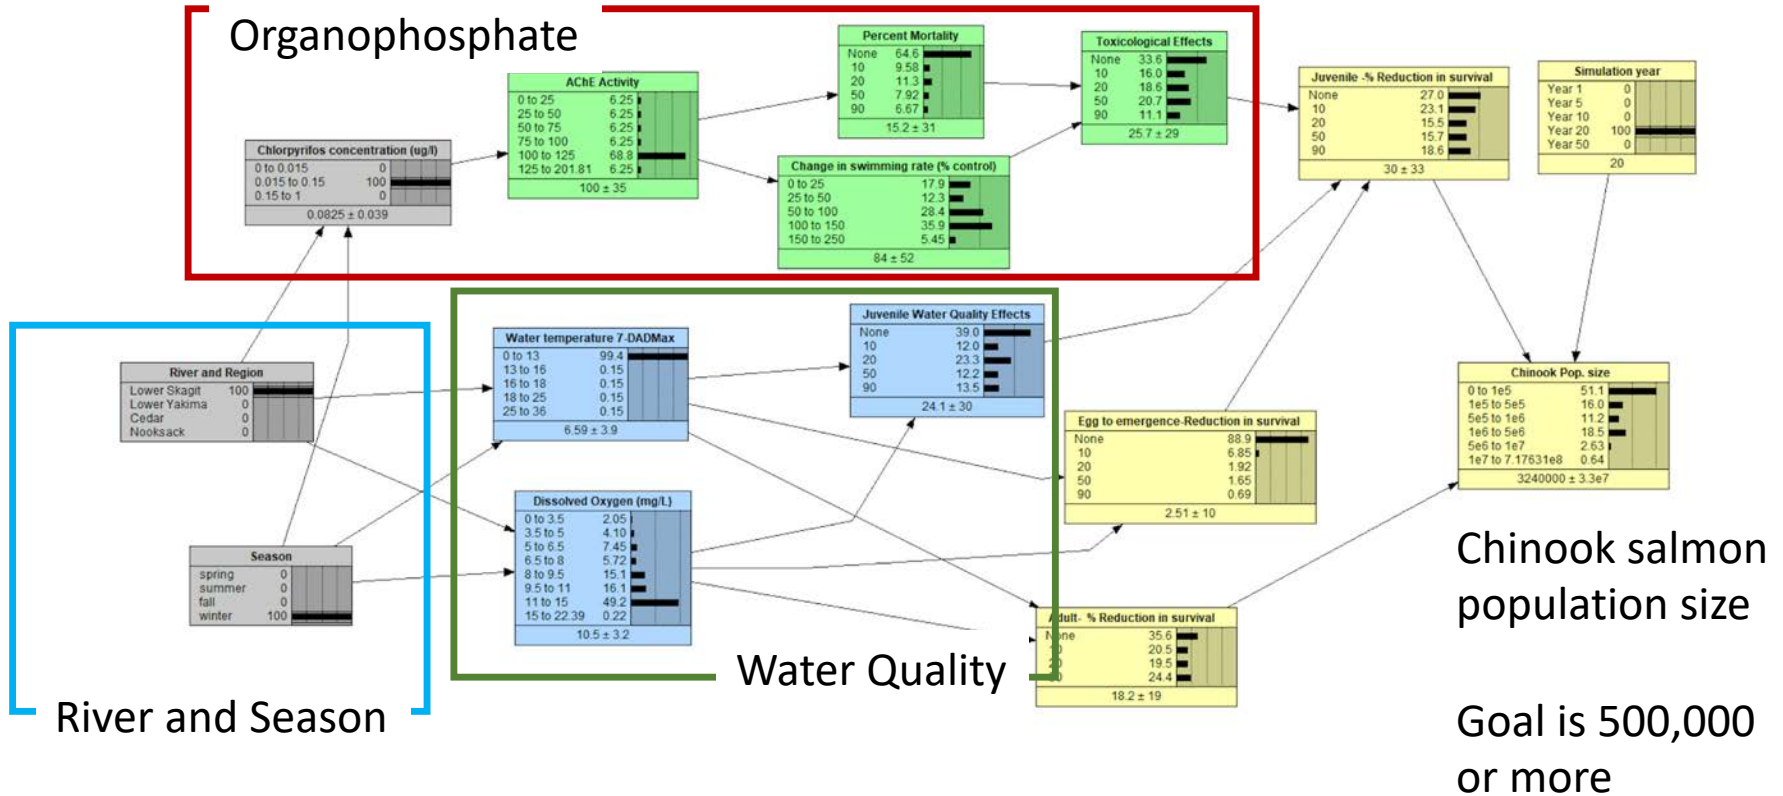 Organophosphate
Chlorpyrifos concentration (ug/l)
0 to 0.015 0
0.015 to 0.15 100
0.15 to 1 0
0.0825 ± 0.039
AChE Activity
0 to 25 6.25
25 to 50 6.25
50 to 75 6.25
75 to 100 6.25
100 to 125 68.8
125 to 201.81 6.25
100 ± 35
Percent Mortality
None 64.6
10 9.58
20 11.3
50 7.92
90 6.67
15.2 ± 31
Change in swimming rate (% control)
0 to 25 17.9
25 to 50 12.3
50 to 100 28.4
100 to 150 35.9
150 to 250 5.45
84 ± 52
Toxicological Effects
None 33.6
10 16.0
20 18.6
50 20.7
90 11.1
25.7 ± 29
Juvenile -% Reduction in survival
None 27.0
10 23.1
20 15.5
50 15.7
90 18.6
30 ± 33
Simulation year
Year 1 0
Year 5 0
Year 10 0
Year 20 100
Year 50 0
20
River and Region
Lower Skagit 100
Lower Yakima 0
Cedar 0
Nooksack 0
Season
spring 0
summer 0
fall 0
winter 100
River and Season
Water temperature 7-DADMax
0 to 13 99.4
13 to 16 0.15
16 to 18 0.15
18 to 25 0.15
25 to 36 0.15
6.59 ± 3.9
Dissolved Oxygen (mg/L)
0 to 3.5 2.05
3.5 to 5 4.10
5 to 6.5 7.45
6.5 to 8 5.72
8 to 9.5 15.1
9.5 to 11 16.1
11 to 15 49.2
15 to 22.39 0.22
10.5 ± 3.2
Juvenile Water Quality Effects
None 39.0
10 12.0
20 23.3
50 12.2
90 13.5
24.1 ± 30
Water Quality
Egg to emergence-Reduction in survival
None 88.9
10 6.85
20 1.92
50 1.65
90 0.69
2.51 ± 10
Adult- % Reduction in survival
None 35.6
20.5
19.5
24.4
18.2 ± 19
Chinook Pop. size
0 to 1e5 51.1
1e5 to 5e5 16.0
5e5 to 1e6 11.2
1e6 to 5e6 18.5
5e6 to 1e7 2.63
1e7 to 7.17631e8 0.64
3240000 ± 3.3e7
Chinook salmon
population size
Goal is 500,000
or more